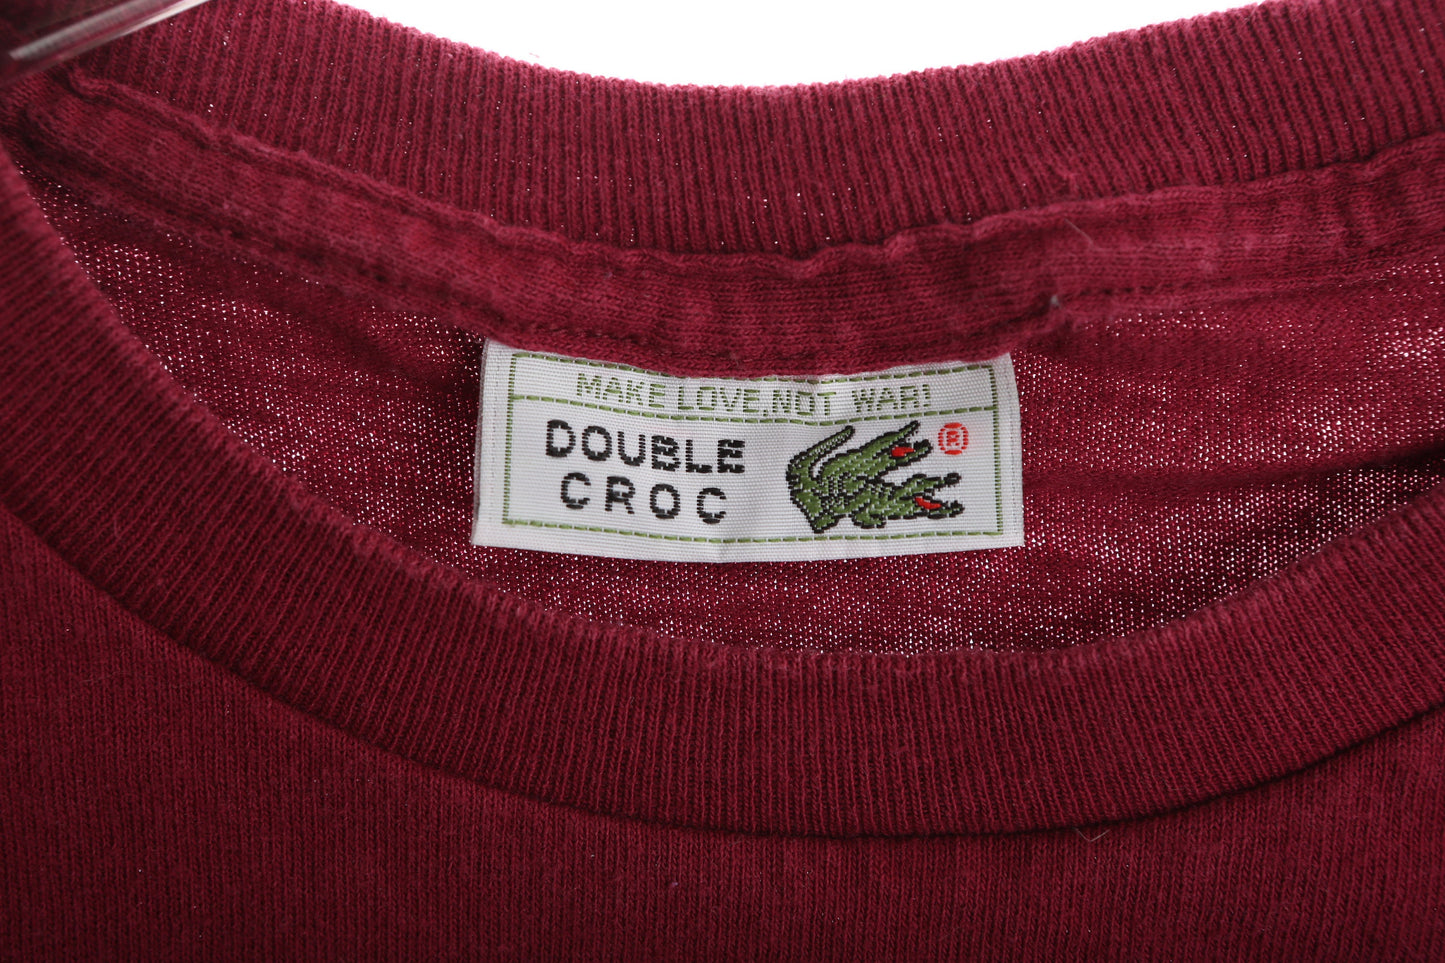 MAKE LOVE,NOT WAR!
DOUBLE ®
CROC